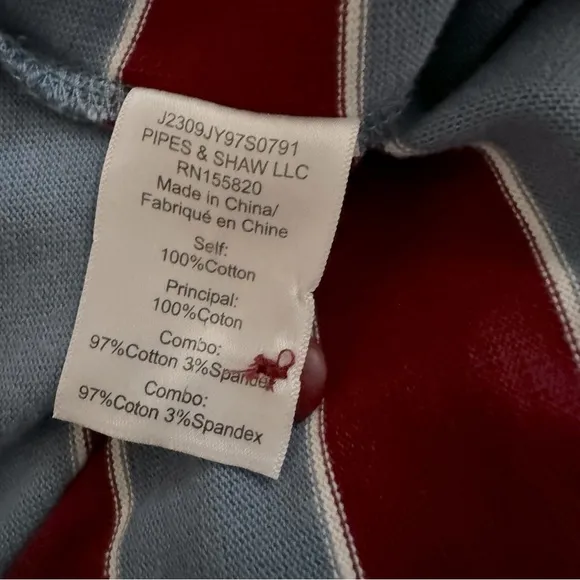 J2309JY97S0791
PIPES & SHAW LLC
RN155820
Made in China/
Fabriqué en Chine
Self:
100%Cotton
Principal:
100%Coton
Combo:
97%Cotton 3%Spandex
Combo:
97%Coton 3%Spandex